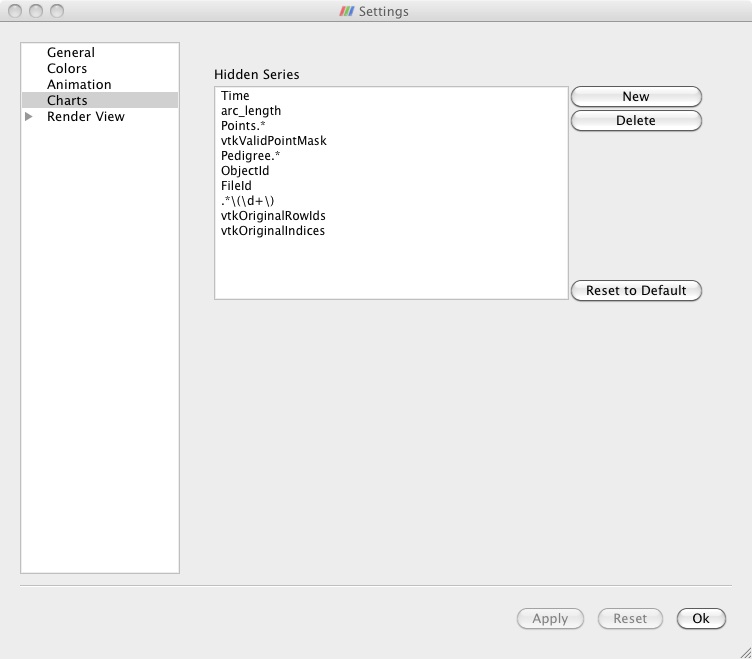 Settings
General
Colors
Animation
Charts
Render View
Hidden Series
Time
arc_length
Points.*
vtkValidPointMask
Pedigree.*
ObjectId
FileId
.*\(\d+\)
vtkOriginalRowIds
vtkOriginalIndices
New
Delete
Reset to Default
Apply
Reset
Ok